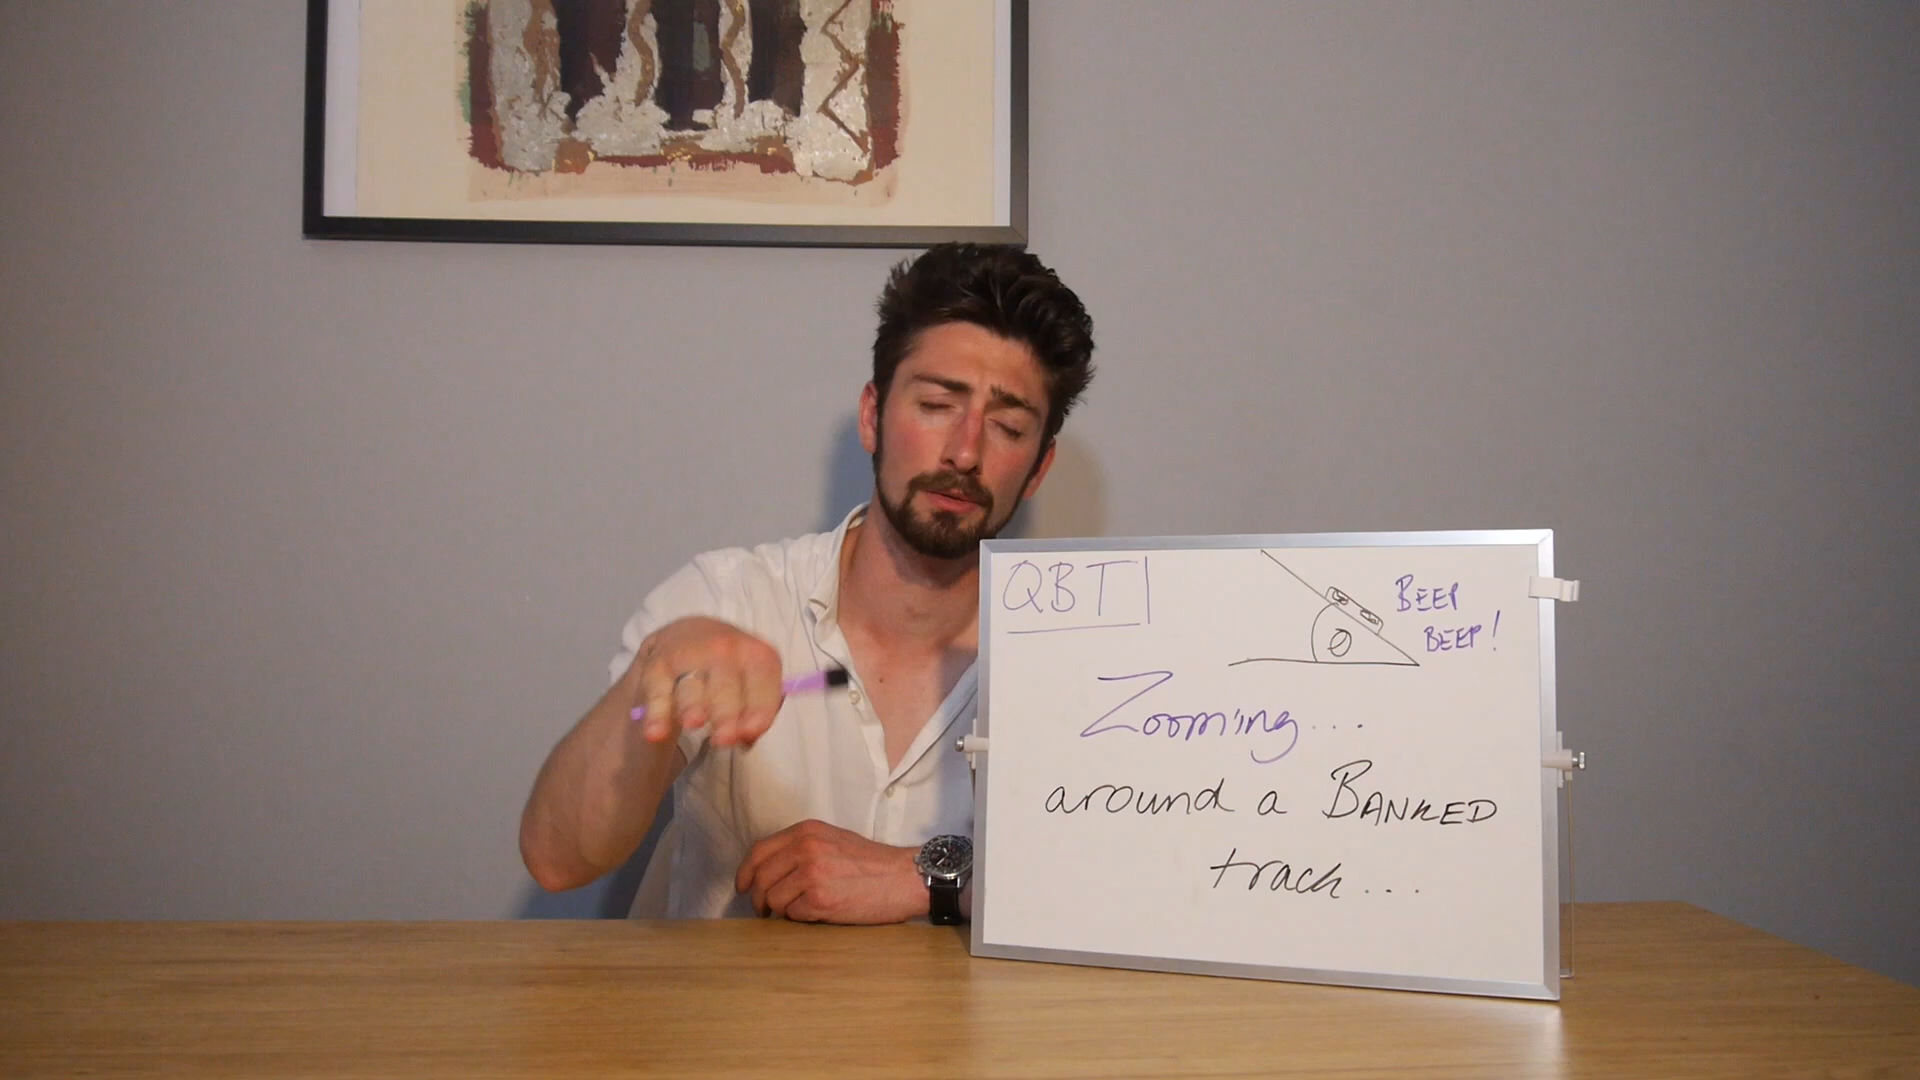 QBT
BEEP
BEEP!
θ
Zooming...
around a BANKED
track...